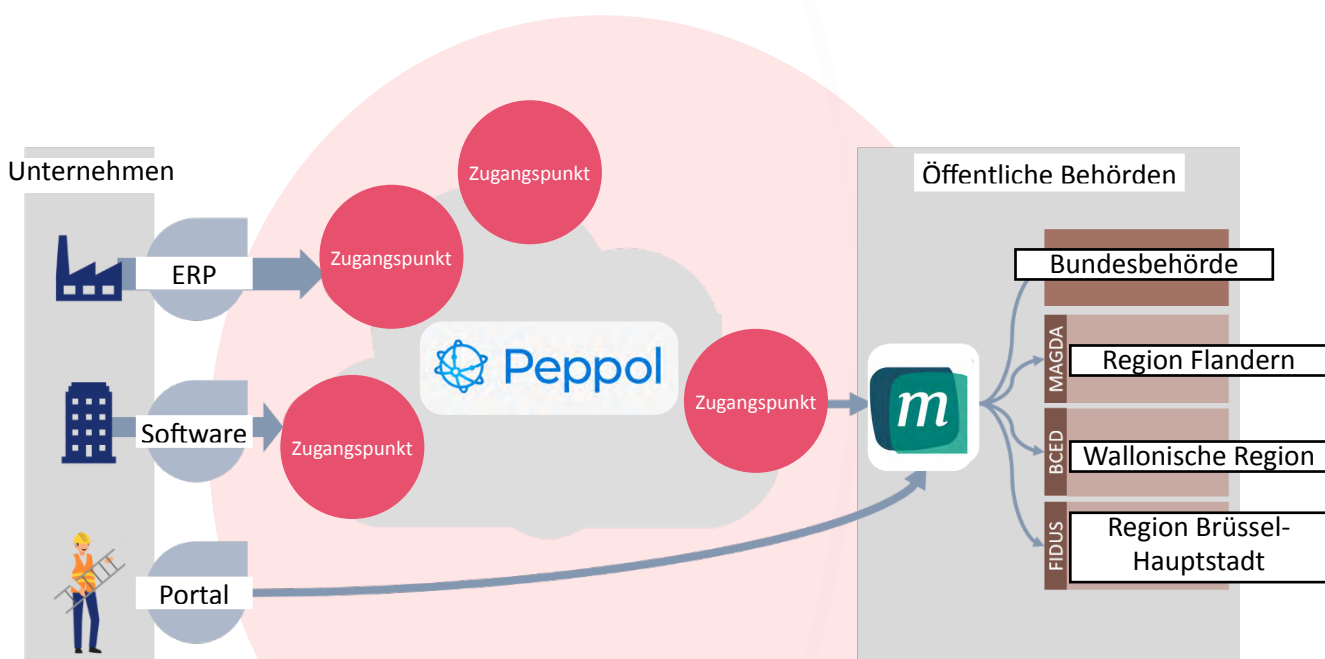 Unternehmen
Öffentliche Behörden
Zugangspunkt
Zugangspunkt
ERP
Bundesbehörde
MAGDA
Region Flandern
Peppol
Zugangspunkt
m
Software
Zugangspunkt
BCED
Wallonische Region
FIDUS
Region Brüssel-
Hauptstadt
Portal